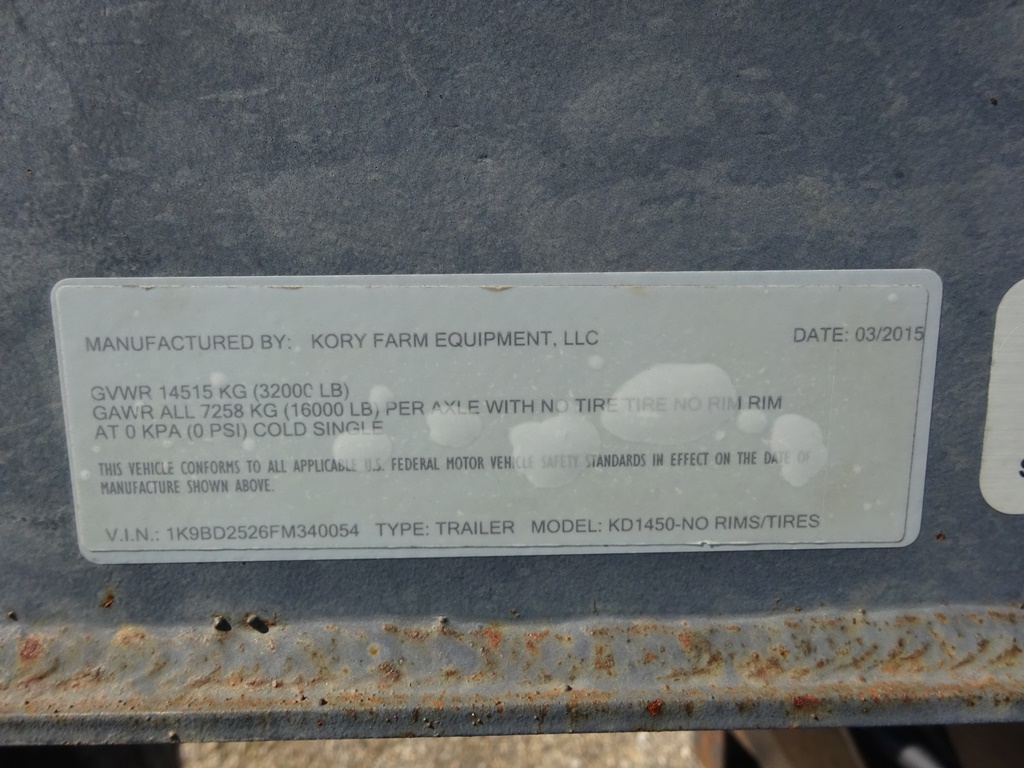 MANUFACTURED BY: KORY FARM EQUIPMENT, LLC DATE: 03/2015
GVWR 14515 KG (32000 LB)
GAWR ALL 7258 KG (16000 LB) PER AXLE WITH NO TIRE TIRE NO RIM RIM
AT 0 KPA (0 PSI) COLD SINGLE
THIS VEHICLE CONFORMS TO ALL APPLICABLE U.S. FEDERAL MOTOR VEHICLE SAFETY STANDARDS IN EFFECT ON THE DATE OF
MANUFACTURE SHOWN ABOVE.
V.I.N.: 1K9BD2526FM340054 TYPE: TRAILER MODEL: KD1450-NO RIMS/TIRES